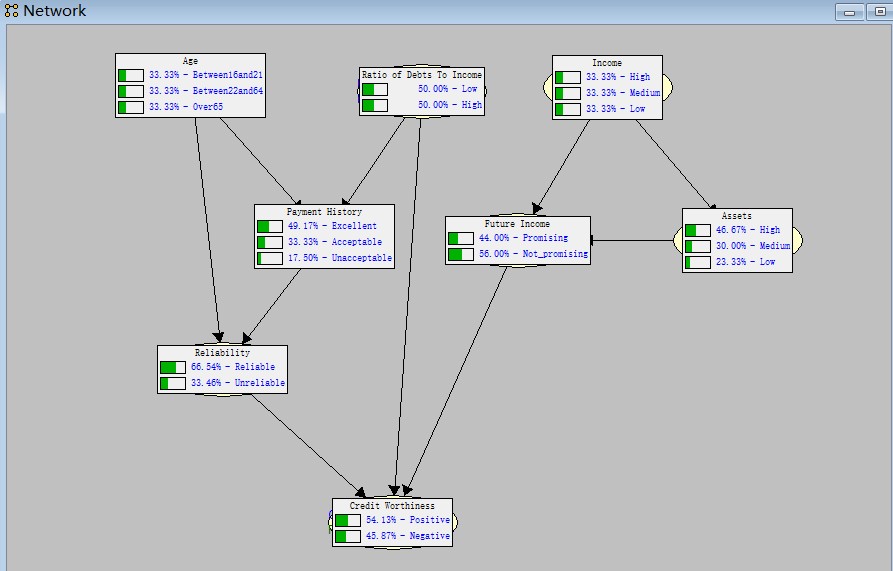 Network
Age
33.33% - Between16and21
33.33% - Between22and64
33.33% - Over65
Ratio of Debts To Income
50.00% - Low
50.00% - High
Income
33.33% - High
33.33% - Medium
33.33% - Low
Payment History
49.17% - Excellent
33.33% - Acceptable
17.50% - Unacceptable
Future Income
44.00% - Promising
56.00% - Not_promising
Assets
46.67% - High
30.00% - Medium
23.33% - Low
Reliability
66.54% - Reliable
33.46% - Unreliable
Credit Worthiness
54.13% - Positive
45.87% - Negative